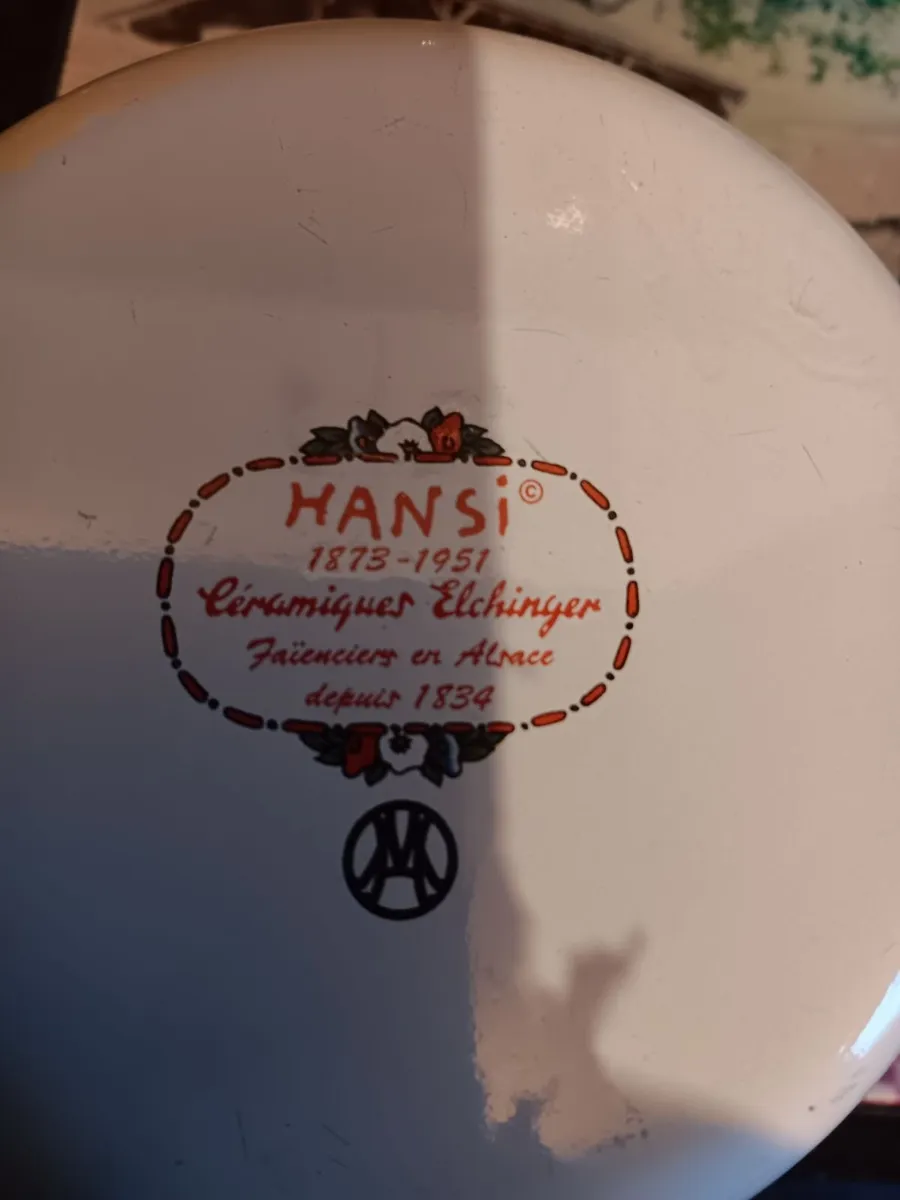 HANSi©
1873-1951
Céramiques Elchinger
Faïenciers en Alsace
depuis 1834